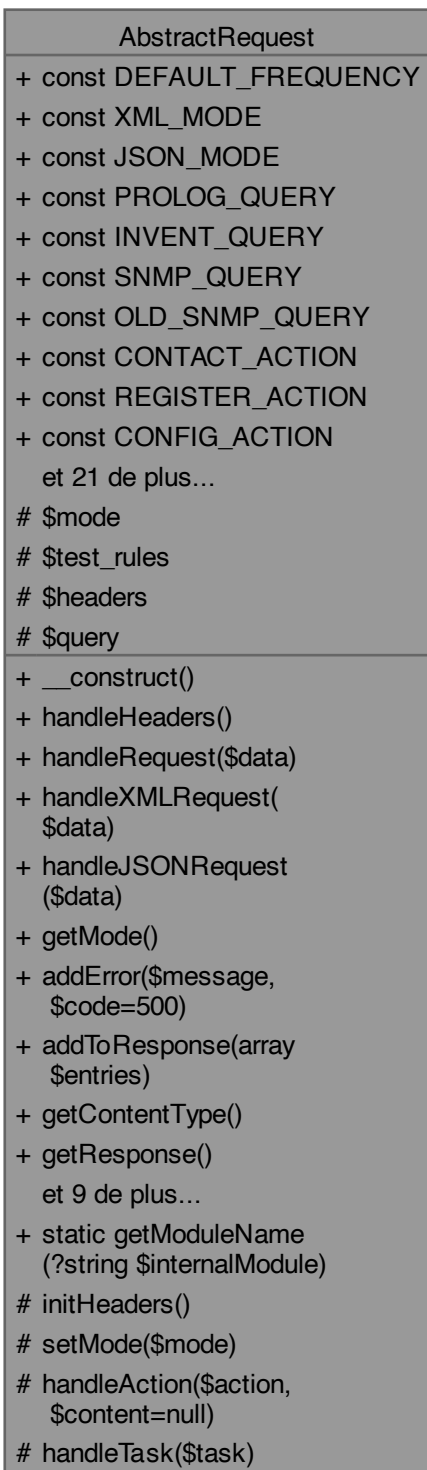 AbstractRequest
+ const DEFAULT_FREQUENCY
+ const XML_MODE
+ const JSON_MODE
+ const PROLOG_QUERY
+ const INVENT_QUERY
+ const SNMP_QUERY
+ const OLD_SNMP_QUERY
+ const CONTACT_ACTION
+ const REGISTER_ACTION
+ const CONFIG_ACTION
et 21 de plus...
# $mode
# $test_rules
# $headers
# $query
+ __construct()
+ handleHeaders()
+ handleRequest($data)
+ handleXMLRequest(
$data)
+ handleJSONRequest
($data)
+ getMode()
+ addError($message,
$code=500)
+ addToResponse(array
$entries)
+ getContentType()
+ getResponse()
et 9 de plus...
+ static getModuleName
(?string $internalModule)
# initHeaders()
# setMode($mode)
# handleAction($action,
$content=null)
# handleTask($task)